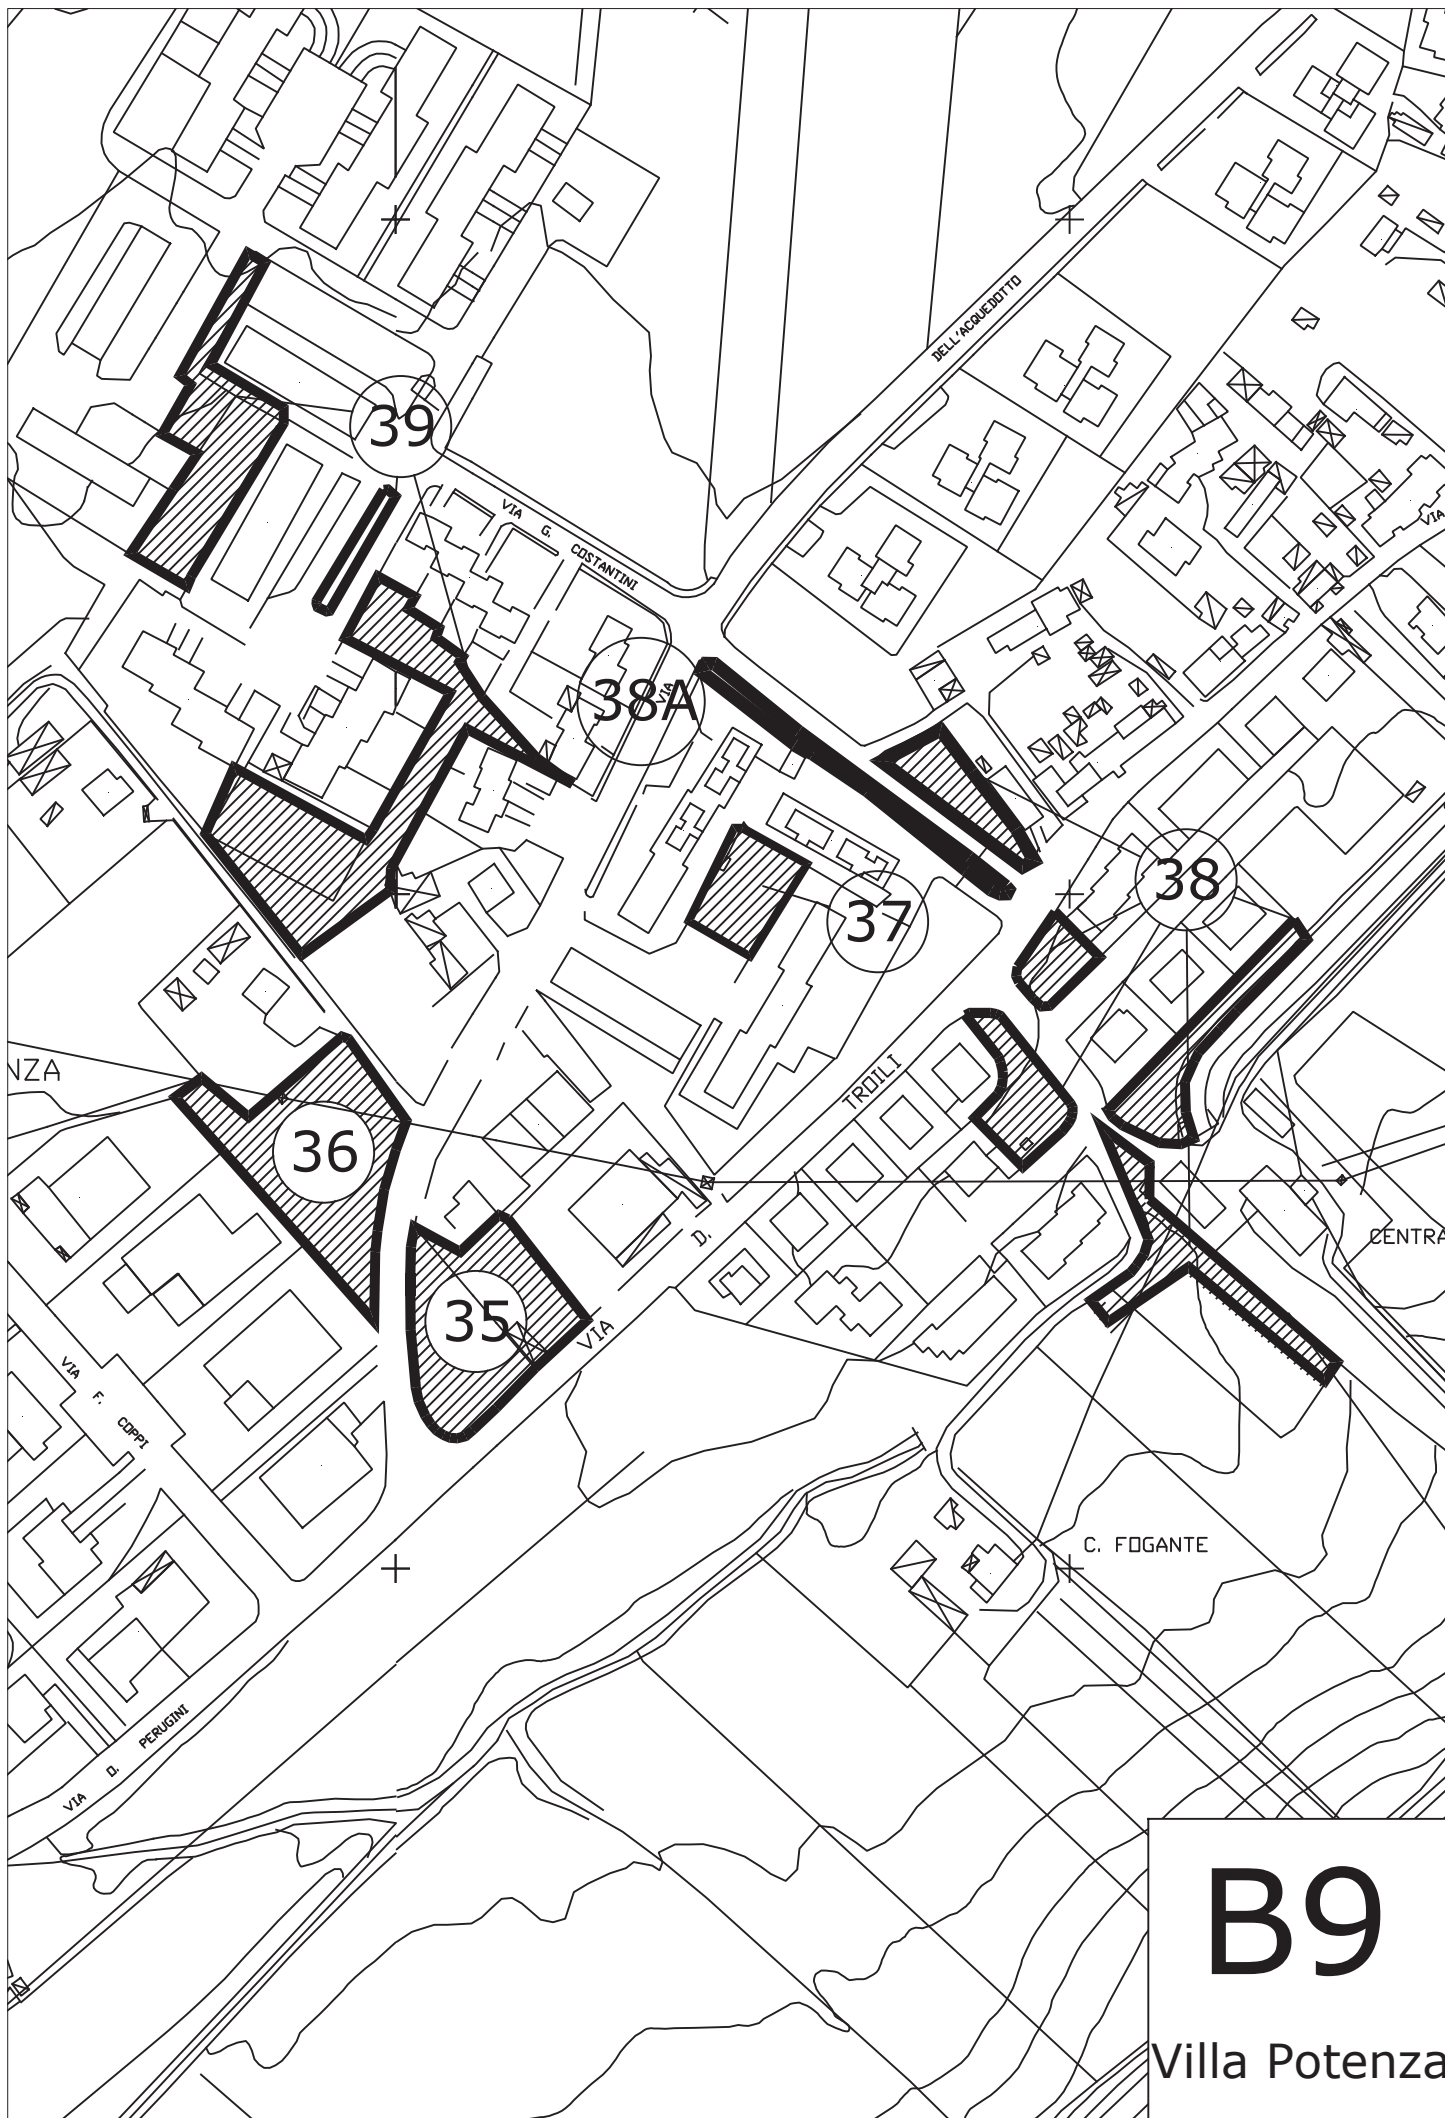 DELL'ACQUEDOTTO
39
VIA G. COSTANTINI
VIA
38A
VIA
38
37
NZA
TROILI
36
D.
CENTRA
35
VIA
VIA F. COPPI
C. FOGANTE
VIA D. PERUGINI
B9
Villa Potenza